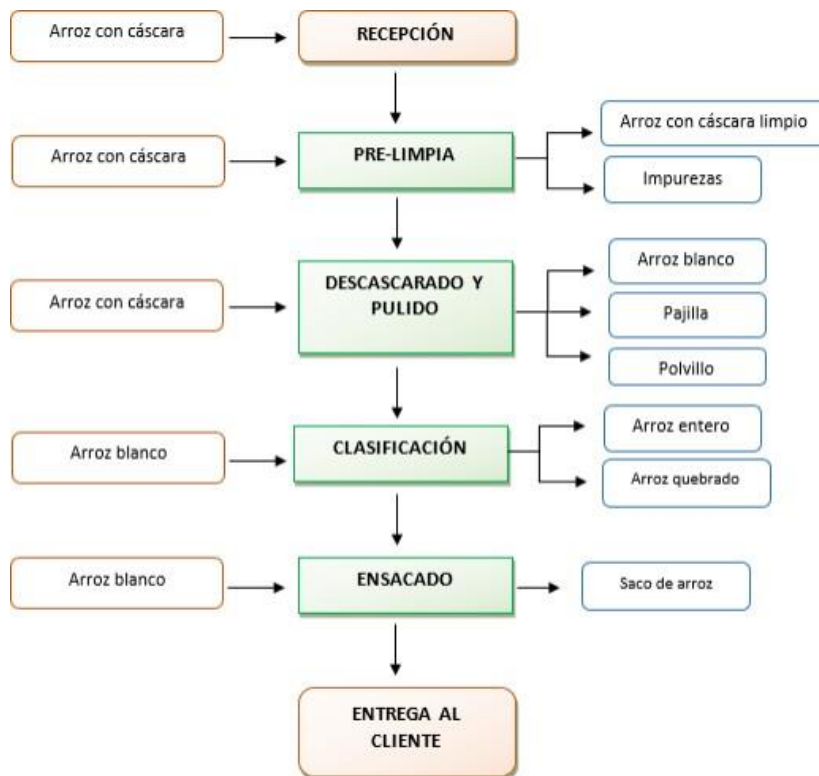 Arroz con cáscara
RECEPCIÓN
Arroz con cáscara
PRE-LIMPIA
Arroz con cáscara limpio
Impurezas
Arroz con cáscara
DESCASCARADO Y
PULIDO
Arroz blanco
Pajilla
Polvillo
Arroz blanco
CLASIFICACIÓN
Arroz entero
Arroz quebrado
Arroz blanco
ENSACADO
Saco de arroz
ENTREGA AL
CLIENTE